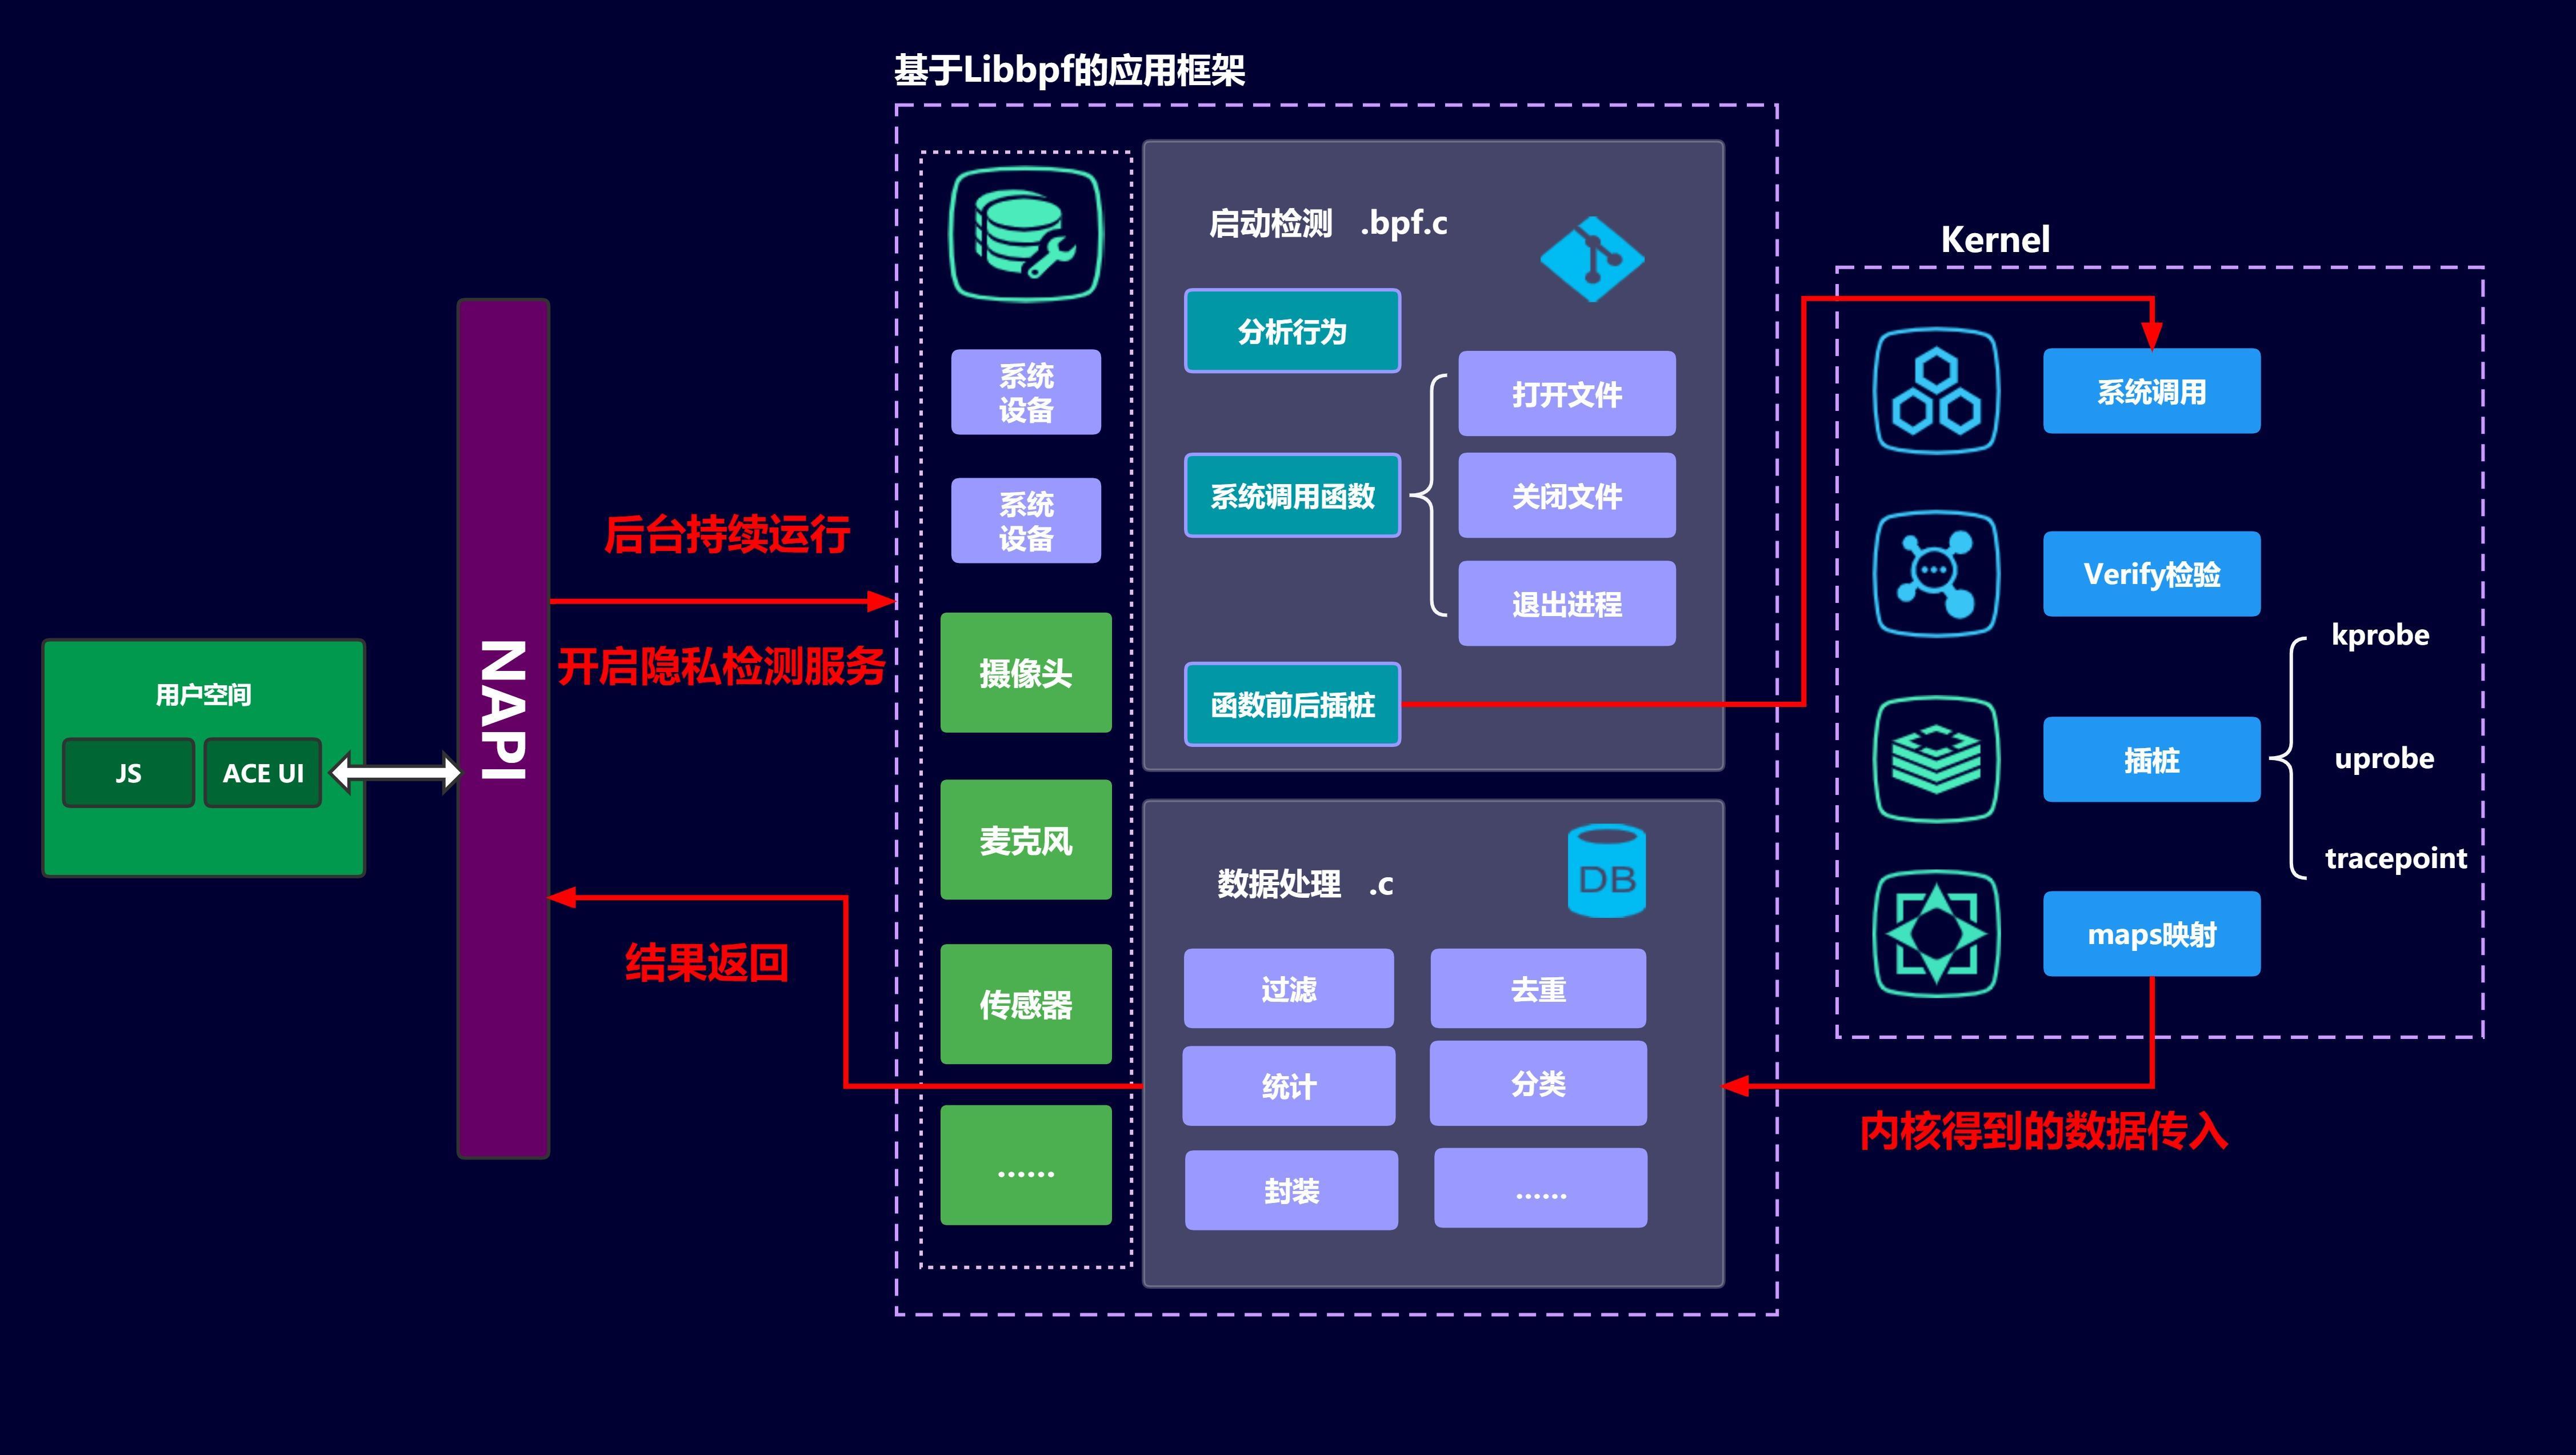 基于Libbpf的应用框架
Kernel
用户空间
JS
ACE UI
NAPI
后台持续运行
开启隐私检测服务
结果返回
系统
设备
系统
设备
摄像头
麦克风
传感器
......
启动检测 .bpf.c
分析行为
系统调用函数
打开文件
关闭文件
退出进程
函数前后插桩
数据处理 .c
DB
过滤
去重
统计
分类
封装
......
系统调用
Verify检验
插桩
kprobe
uprobe
tracepoint
maps映射
内核得到的数据传入